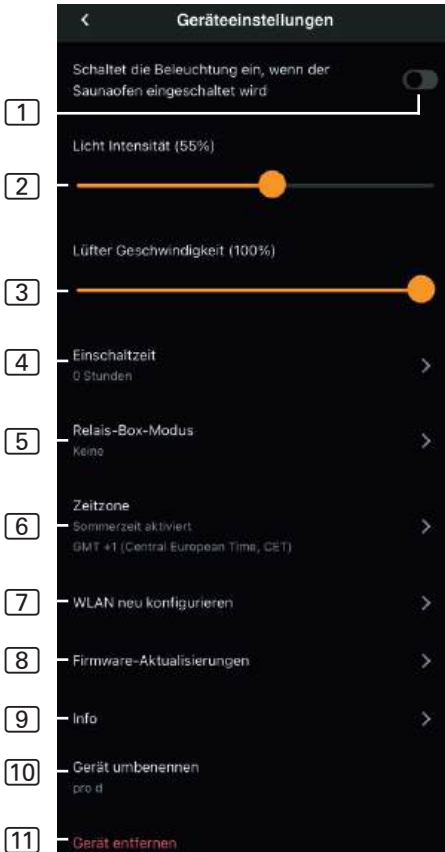 Geräteeinstellungen
Schaltet die Beleuchtung ein, wenn der
Saunaofen eingeschaltet wird
1
Licht Intensität (55%)
2
Lüfter Geschwindigkeit (100%)
3
4
Einschaltzeit
0 Stunden
5
Relais-Box-Modus
Keine
6
Zeitzone
Sommerzeit aktiviert
GMT +1 (Central European Time, CET)
7
WLAN neu konfigurieren
8
Firmware-Aktualisierungen
9
Info
10
Gerät umbenennen
pro d
11
Gerät entfernen